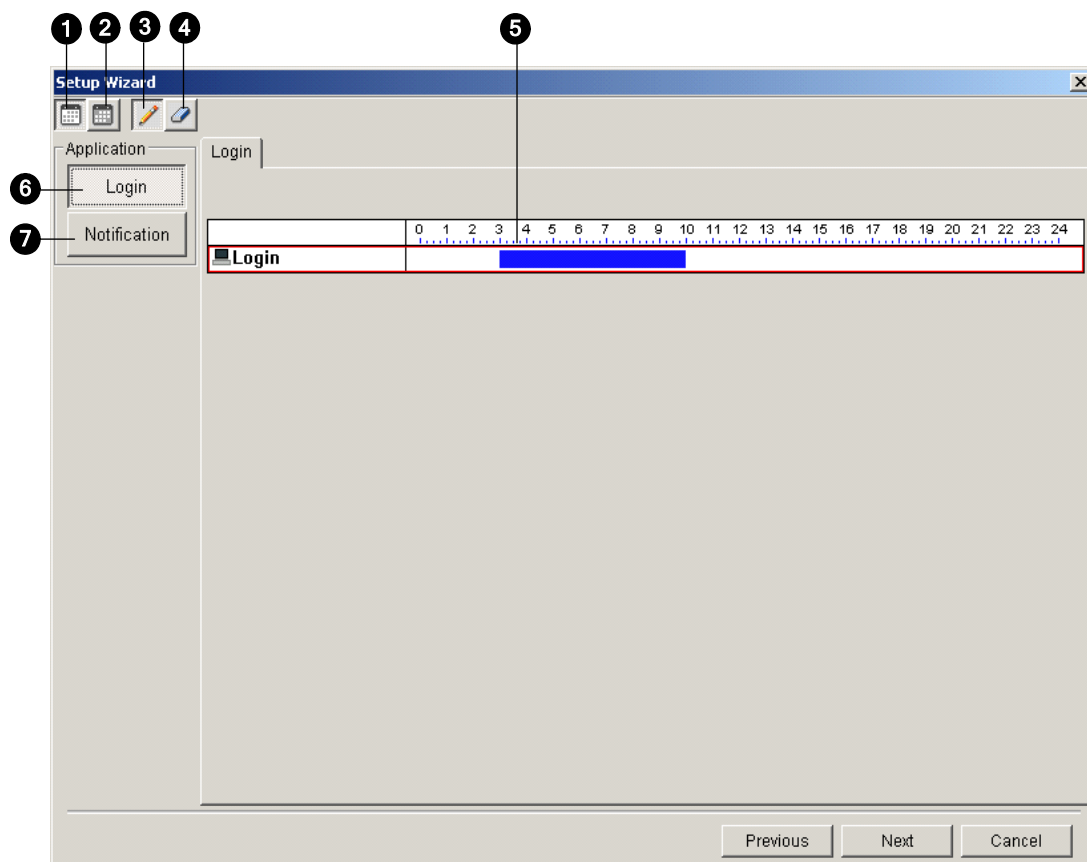 1 2 3 4 5
Setup Wizard
Application
Login
6 Login
7 Notification
0 1 2 3 4 5 6 7 8 9 10 11 12 13 14 15 16 17 18 19 20 21 22 23 24
Login
Previous Next Cancel